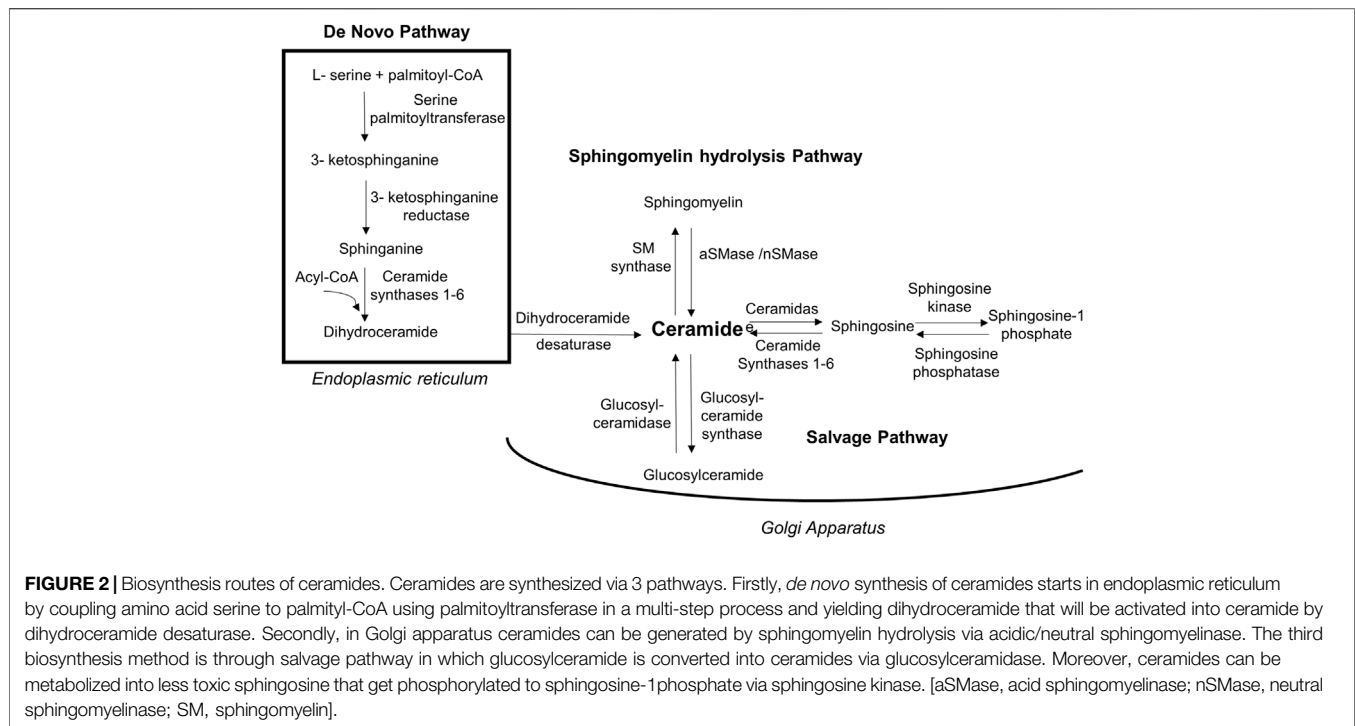 De Novo Pathway
L- serine + palmitoyl-CoA
Serine
palmitoyltransferase
3- ketosphinganine
3- ketosphinganine
reductase
Sphinganine
Acyl-CoA
Ceramide
synthases 1-6
Dihydroceramide
Endoplasmic reticulum
Dihydroceramide
desaturase
Sphingomyelin hydrolysis Pathway
Sphingomyelin
SM
synthase
aSMase /nSMase
Ceramide
Ceramidas
e
Ceramide
Synthases 1-6
Sphingosine
Sphingosine
kinase
Sphingosine
phosphatase
Sphingosine-1
phosphate
Glucosyl-
ceramidase
Glucosyl-
ceramide
synthase
Glucosylceramide
Salvage Pathway
Golgi Apparatus
FIGURE 2 | Biosynthesis routes of ceramides. Ceramides are synthesized via 3 pathways. Firstly, de novo synthesis of ceramides starts in endoplasmic reticulum
by coupling amino acid serine to palmityl-CoA using palmitoyltransferase in a multi-step process and yielding dihydroceramide that will be activated into ceramide by
dihydroceramide desaturase. Secondly, in Golgi apparatus ceramides can be generated by sphingomyelin hydrolysis via acidic/neutral sphingomyelinase. The third
biosynthesis method is through salvage pathway in which glucosylceramide is converted into ceramides via glucosylceramidase. Moreover, ceramides can be
metabolized into less toxic sphingosine that get phosphorylated to sphingosine-1phosphate via sphingosine kinase. [aSMase, acid sphingomyelinase; nSMase, neutral
sphingomyelinase; SM, sphingomyelin].